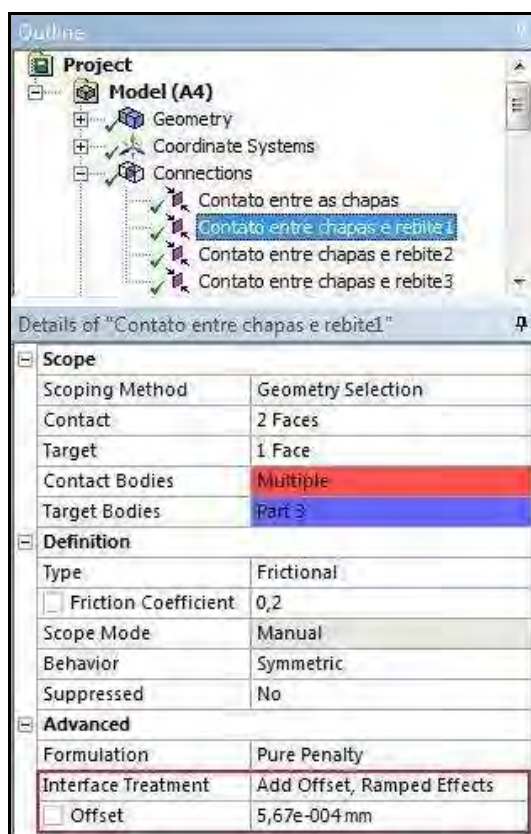 Outline
Project
Model (A4)
Geometry
Coordinate Systems
Connections
Contato entre as chapas
Contato entre chapas e rebite1
Contato entre chapas e rebite2
Contato entre chapas e rebite3
Details of "Contato entre chapas e rebite1"
Scope
Scoping Method Geometry Selection
Contact 2 Faces
Target 1 Face
Contact Bodies Multiple
Target Bodies Part 3
Definition
Type Frictional
Friction Coefficient 0,2
Scope Mode Manual
Behavior Symmetric
Suppressed No
Advanced
Formulation Pure Penalty
Interface Treatment Add Offset, Ramped Effects
Offset 5,67e-004 mm